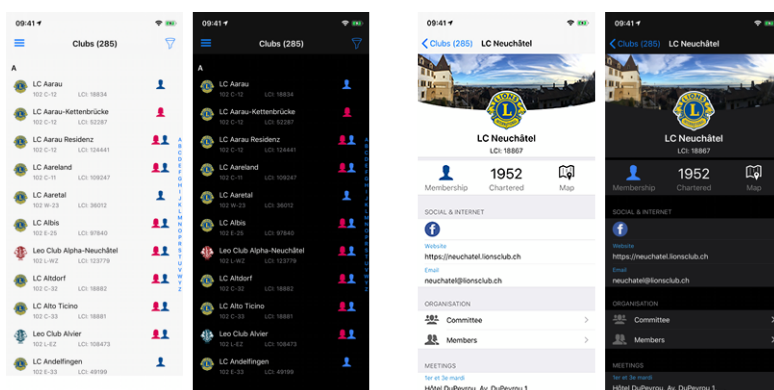 09:41
Clubs (285)
A
LC Aarau
102 C-12 LCI: 18834
LC Aarau-Kettenbrücke
102 C-12 LCI: 52287
LC Aarau Residenz
102 C-12 LCI: 124441
LC Aareland
102 C-11 LCI: 109247
LC Aaretal
102 W-23 LCI: 36012
LC Albis
102 E-25 LCI: 97640
Leo Club Alpha-Neuchâtel
102 L-WZ LCI: 123779
LC Altdorf
102 C-32 LCI: 18882
LC Alto Ticino
102 C-33 LCI: 18881
Leo Club Alvier
102 L-EZ LCI: 108473
LC Andelfingen
102 E-33 LCI: 49199
A
B
C
D
E
F
G
H
I
J
K
L
M
N
O
P
R
S
T
U
V
W
Y
Z
09:41
Clubs (285)
A
LC Aarau
102 C-12 LCI: 18834
LC Aarau-Kettenbrücke
102 C-12 LCI: 52287
LC Aarau Residenz
102 C-12 LCI: 124441
LC Aareland
102 C-11 LCI: 109247
LC Aaretal
102 W-23 LCI: 36012
LC Albis
102 E-25 LCI: 97640
Leo Club Alpha-Neuchâtel
102 L-WZ LCI: 123779
LC Altdorf
102 C-32 LCI: 18882
LC Alto Ticino
102 C-33 LCI: 18881
Leo Club Alvier
102 L-EZ LCI: 108473
LC Andelfingen
102 E-33 LCI: 49199
A
B
C
D
E
F
G
H
I
J
K
L
M
N
O
P
R
S
T
U
V
W
Y
Z
09:41
Clubs (285) LC Neuchâtel
LIONS
L
LC Neuchâtel
LCI: 18867
1952
Membership Chartered Map
SOCIAL & INTERNET
Website
https://neuchatel.lionsclub.ch
Email
neuchatel@lionsclub.ch
ORGANISATION
Committee
Members
MEETINGS
1er et 3e mardi
Hôtel DuPeyrou, Av. DuPeyrou 1
09:41
Clubs (285) LC Neuchâtel
LIONS
L
LC Neuchâtel
LCI: 18867
1952
Membership Chartered Map
SOCIAL & INTERNET
Website
https://neuchatel.lionsclub.ch
Email
neuchatel@lionsclub.ch
ORGANISATION
Committee
Members
MEETINGS
1er et 3e mardi
Hôtel DuPeyrou, Av. DuPeyrou 1